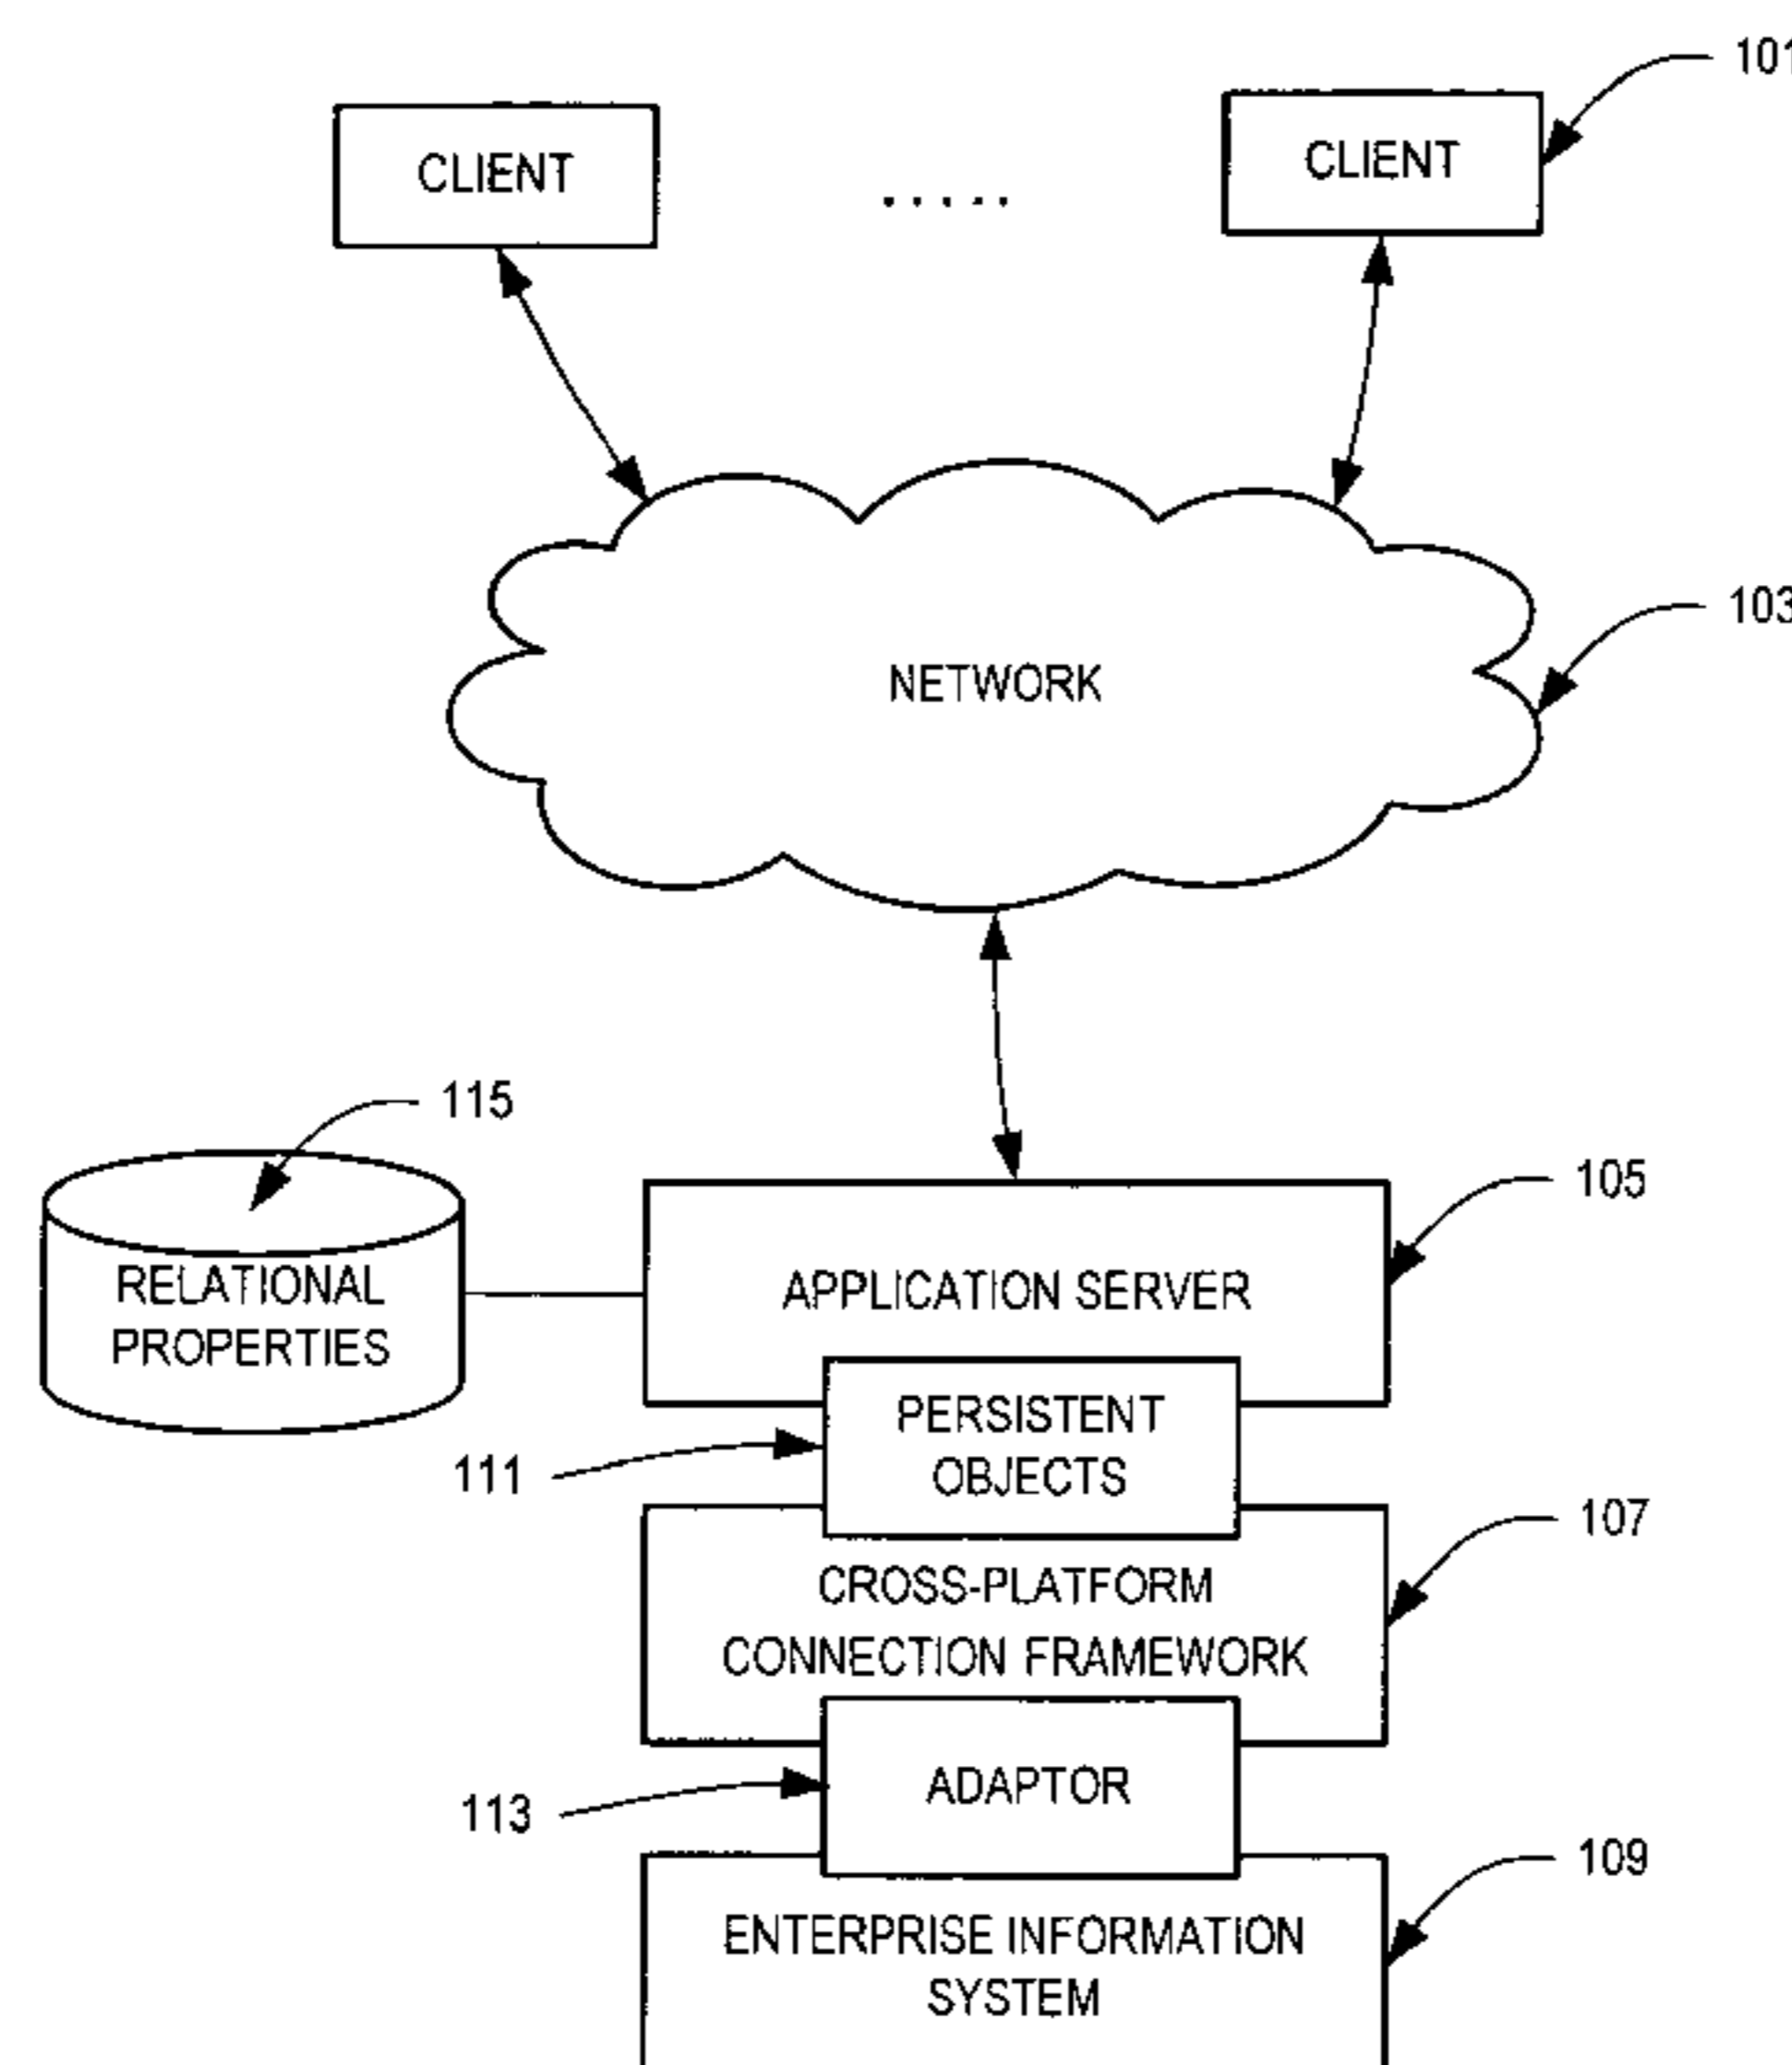 101
CLIENT
CLIENT
.....
103
NETWORK
115
105
RELATIONAL
PROPERTIES
APPLICATION SERVER
PERSISTENT
OBJECTS
111
107
CROSS-PLATFORM
CONNECTION FRAMEWORK
ADAPTOR
113
109
ENTERPRISE INFORMATION
SYSTEM